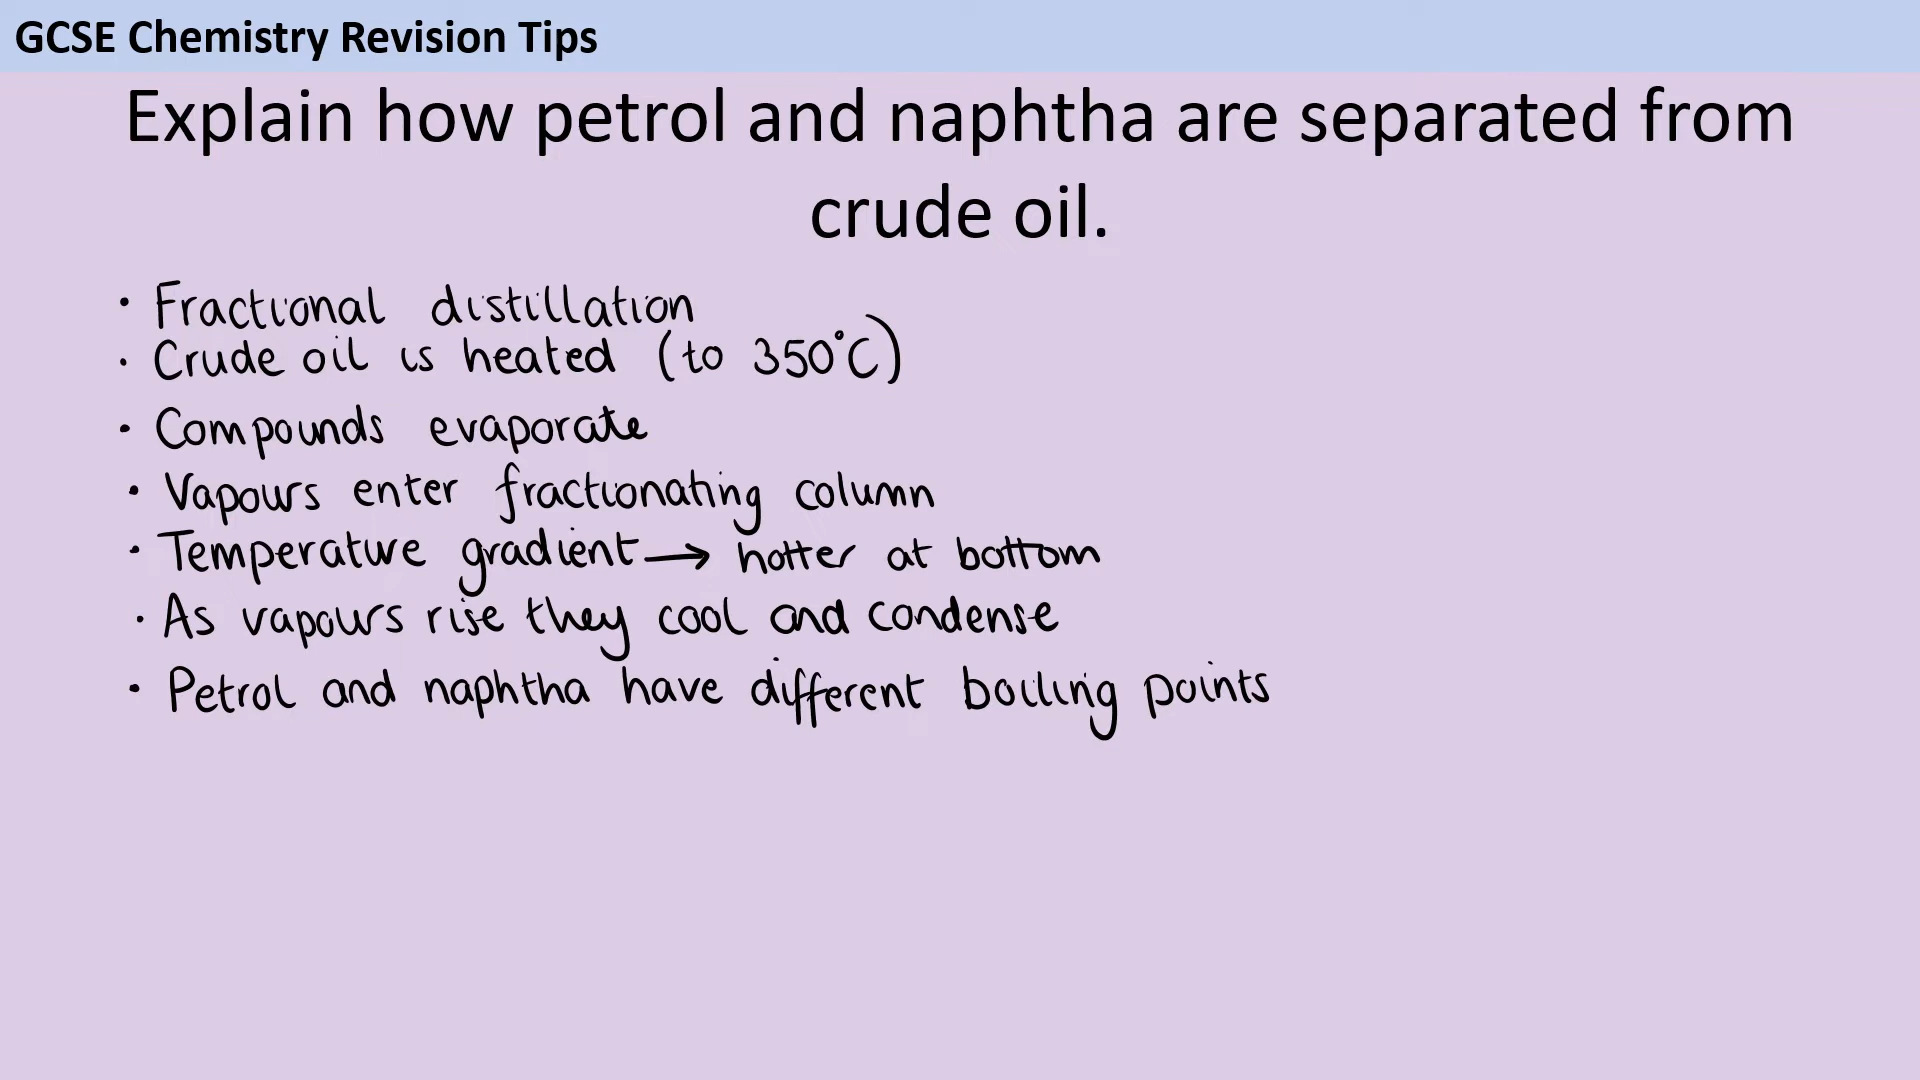 GCSE Chemistry Revision Tips
Explain how petrol and naphtha are separated from
crude oil.
• Fractional distillation
• Crude oil is heated (to 350°C)
• Compounds evaporate
• Vapours enter fractionating column
• Temperature gradient → hotter at bottom
• As vapours rise they cool and condense
• Petrol and naphtha have different boiling points